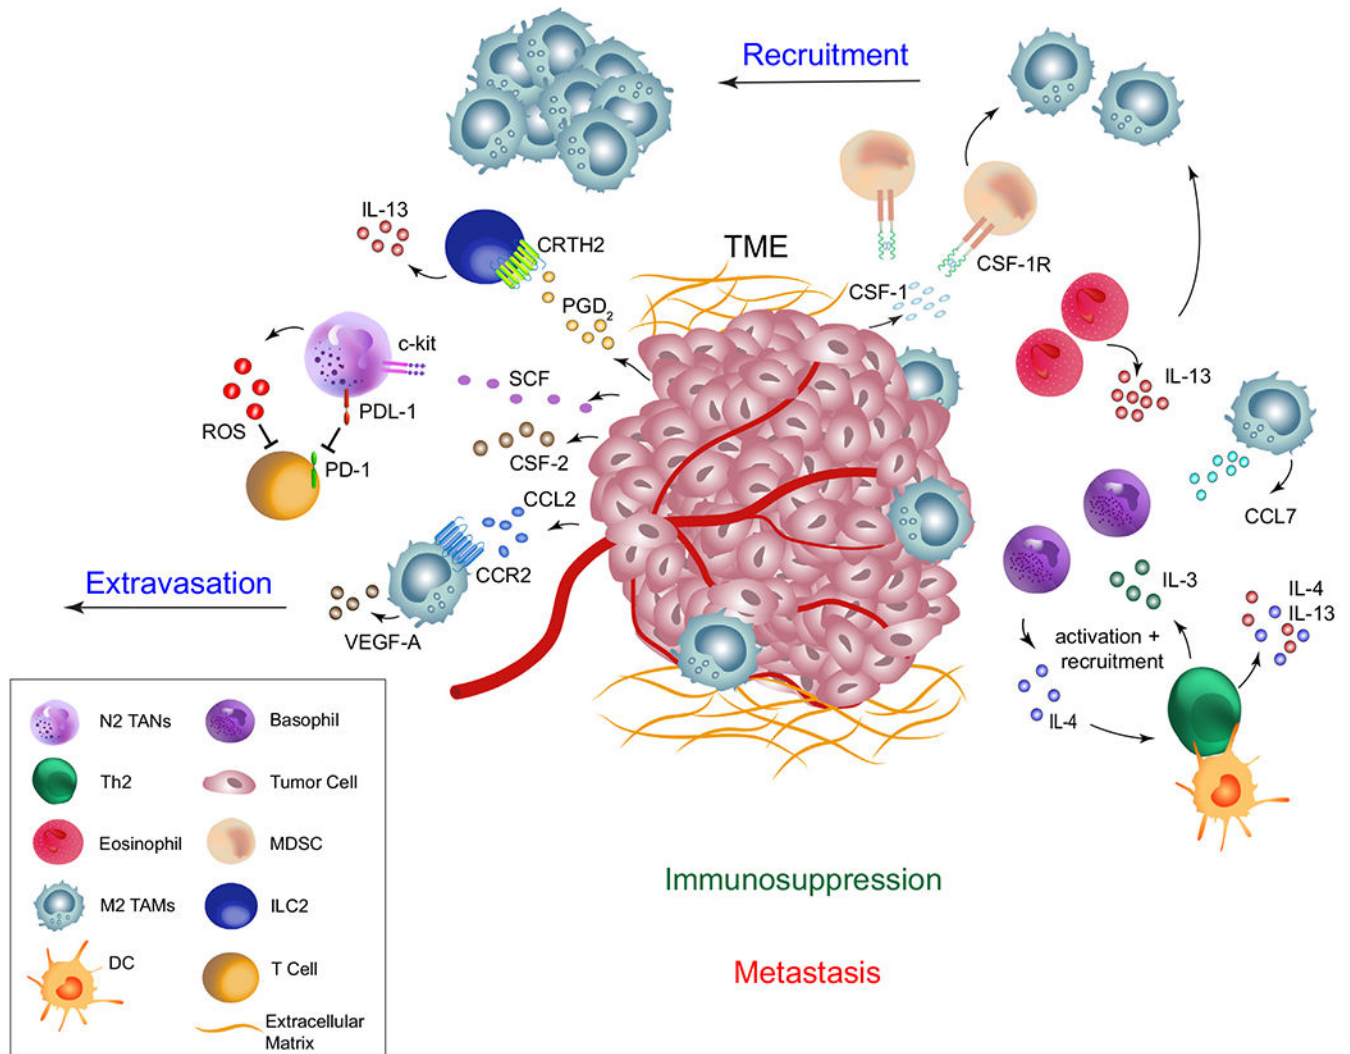 Recruitment
IL-13
CRTH2
TME
CSF-1R
CSF-1
PGD2
c-kit
SCF
PDL-1
ROS
PD-1
CSF-2
IL-13
CCL2
CCR2
CCL7
Extravasation
VEGF-A
IL-3
IL-4
IL-13
activation +
recruitment
IL-4
N2 TANs
Basophil
Th2
Tumor Cell
Eosinophil
MDSC
M2 TAMs
ILC2
DC
T Cell
Extracellular
Matrix
Immunosuppression
Metastasis